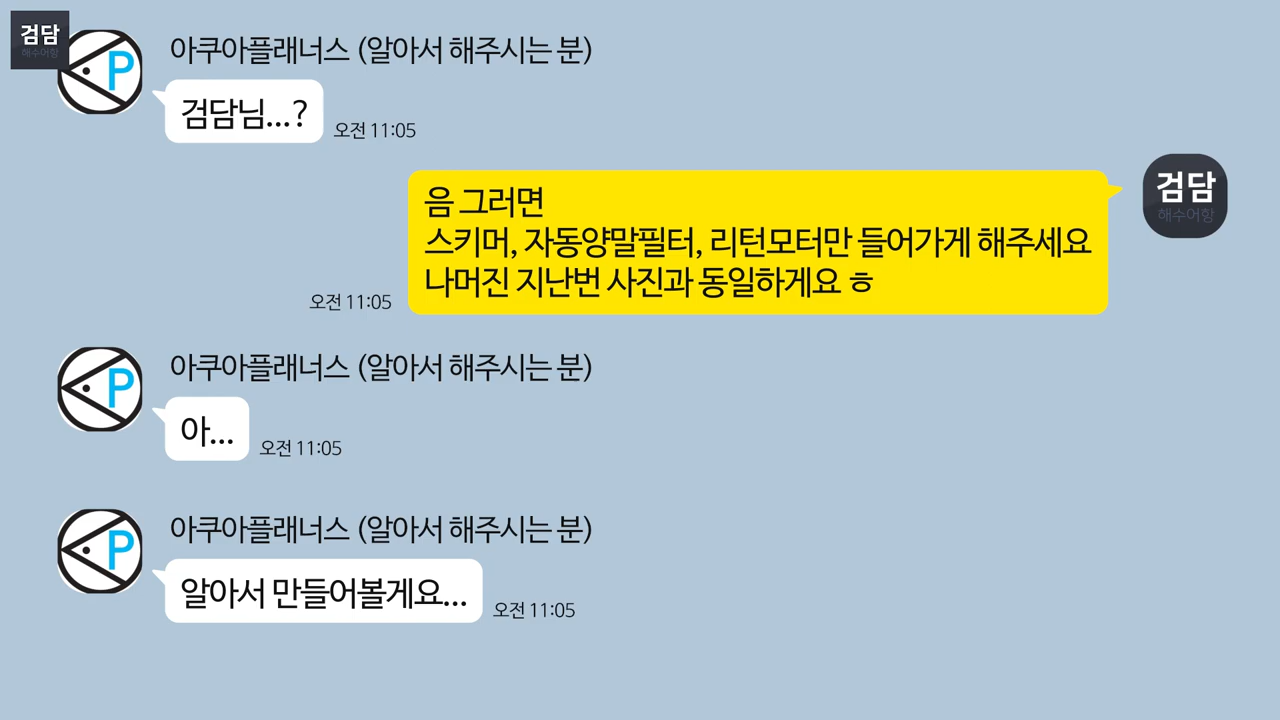 검담
해수어항
아쿠아플래너스 (알아서 해주시는 분)
P
검담님...?
오전 11:05
음 그러면
스키머, 자동양말필터, 리턴모터만 들어가게 해주세요
나머진 지난번 사진과 동일하게요 ㅎ
오전 11:05
검담
해수어항
아쿠아플래너스 (알아서 해주시는 분)
P
아...
오전 11:05
아쿠아플래너스 (알아서 해주시는 분)
P
알아서 만들어볼게요...
오전 11:05